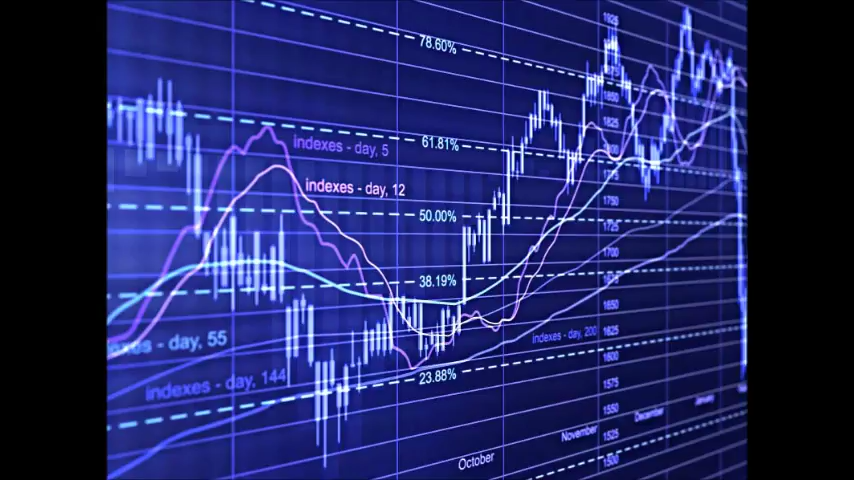 78.60%
indexes - day, 5
61.81%
indexes - day, 12
50.00%
38.19%
indexes - day, 55
indexes - day, 200
indexes - day, 144
23.88%
1925
1850
1825
1800
1775
1750
1725
1700
1675
1650
1625
1600
1575
1550
1525
1500
October
November
December
January